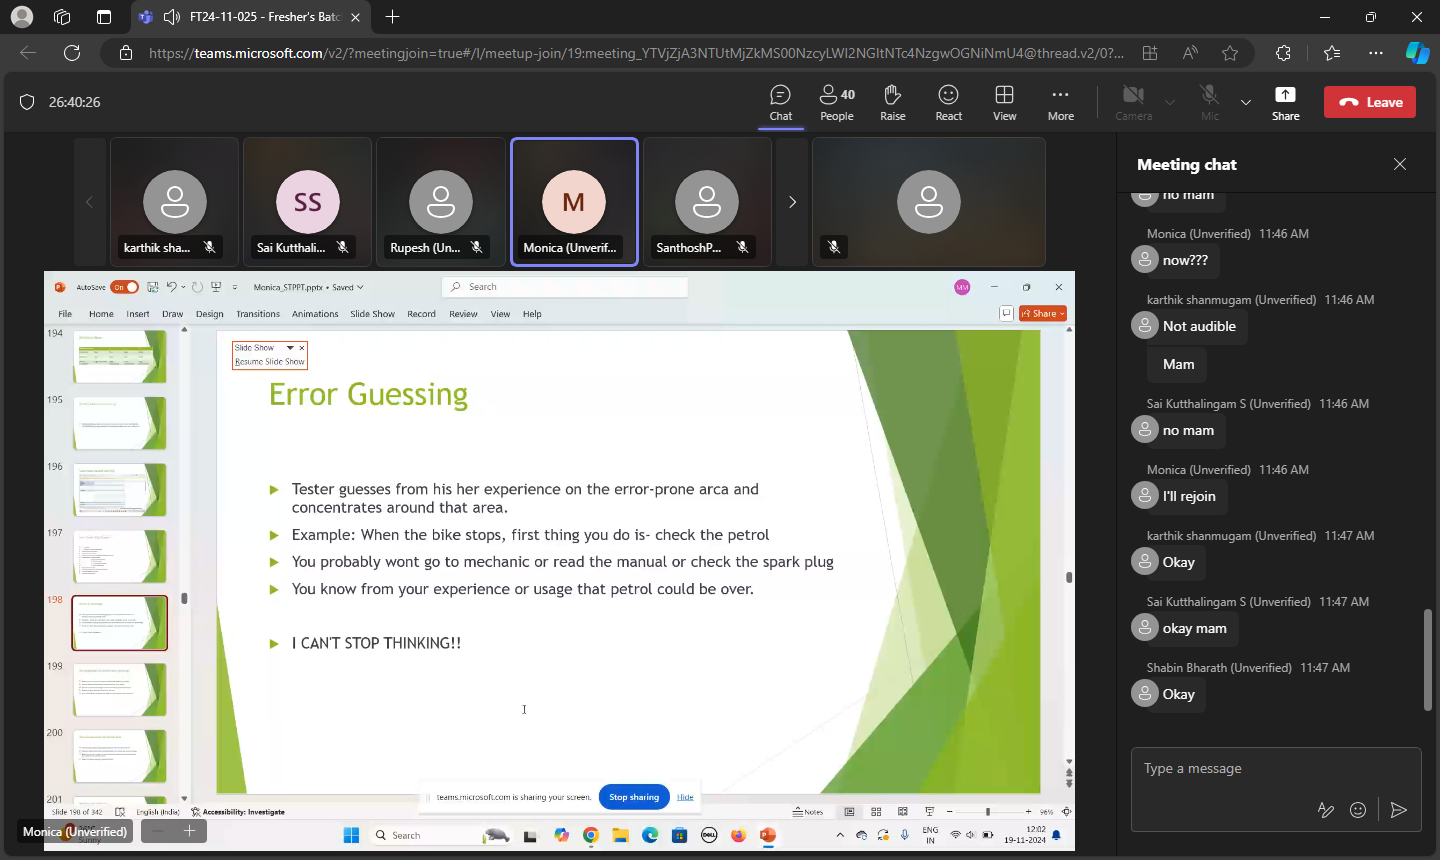 FT24-11-025 - Fresher's Batc
https://teams.microsoft.com/v2/?meetingjoin=true#/l/meetup-join/19:meeting_YTVjZjA3NTUtMjZkMS00NzcyLWI2NGItNTc4NzgwOGNiNmU4@thread.v2/0?...
26:40:26
Chat
40
People
Raise
React
View
More
Camera
Mic
Share
Leave
karthik sha...
SS
Sai Kutthali...
Rupesh (Un...
M
Monica (Unverif...
SanthoshP...
AutoSave
On
Monica_STPPT.pptx • Saved
Search
MM
File
Home
Insert
Draw
Design
Transitions
Animations
Slide Show
Record
Review
View
Help
Share
194
195
196
197
198
199
200
201
Slide Show
Resume Slide Show
Error Guessing
Tester guesses from his her experience on the error-prone arca and
concentrates around that area.
Example: When the bike stops, first thing you do is- check the petrol
You probably wont go to mechanic or read the manual or check the spark plug
You know from your experience or usage that petrol could be over.
I CAN'T STOP THINKING!!
teams.microsoft.com is sharing your screen.
Stop sharing
Hide
Slide 198 of 342
English (India)
Accessibility: Investigate
Notes
96%
Monica (Unverified)
Sunny
Search
DELL
ENG
IN
12:02
19-11-2024
Meeting chat
no mam
Monica (Unverified) 11:46 AM
now???
karthik shanmugam (Unverified) 11:46 AM
Not audible
Mam
Sai Kutthalingam S (Unverified) 11:46 AM
no mam
Monica (Unverified) 11:46 AM
I'll rejoin
karthik shanmugam (Unverified) 11:47 AM
Okay
Sai Kutthalingam S (Unverified) 11:47 AM
okay mam
Shabin Bharath (Unverified) 11:47 AM
Okay
Type a message